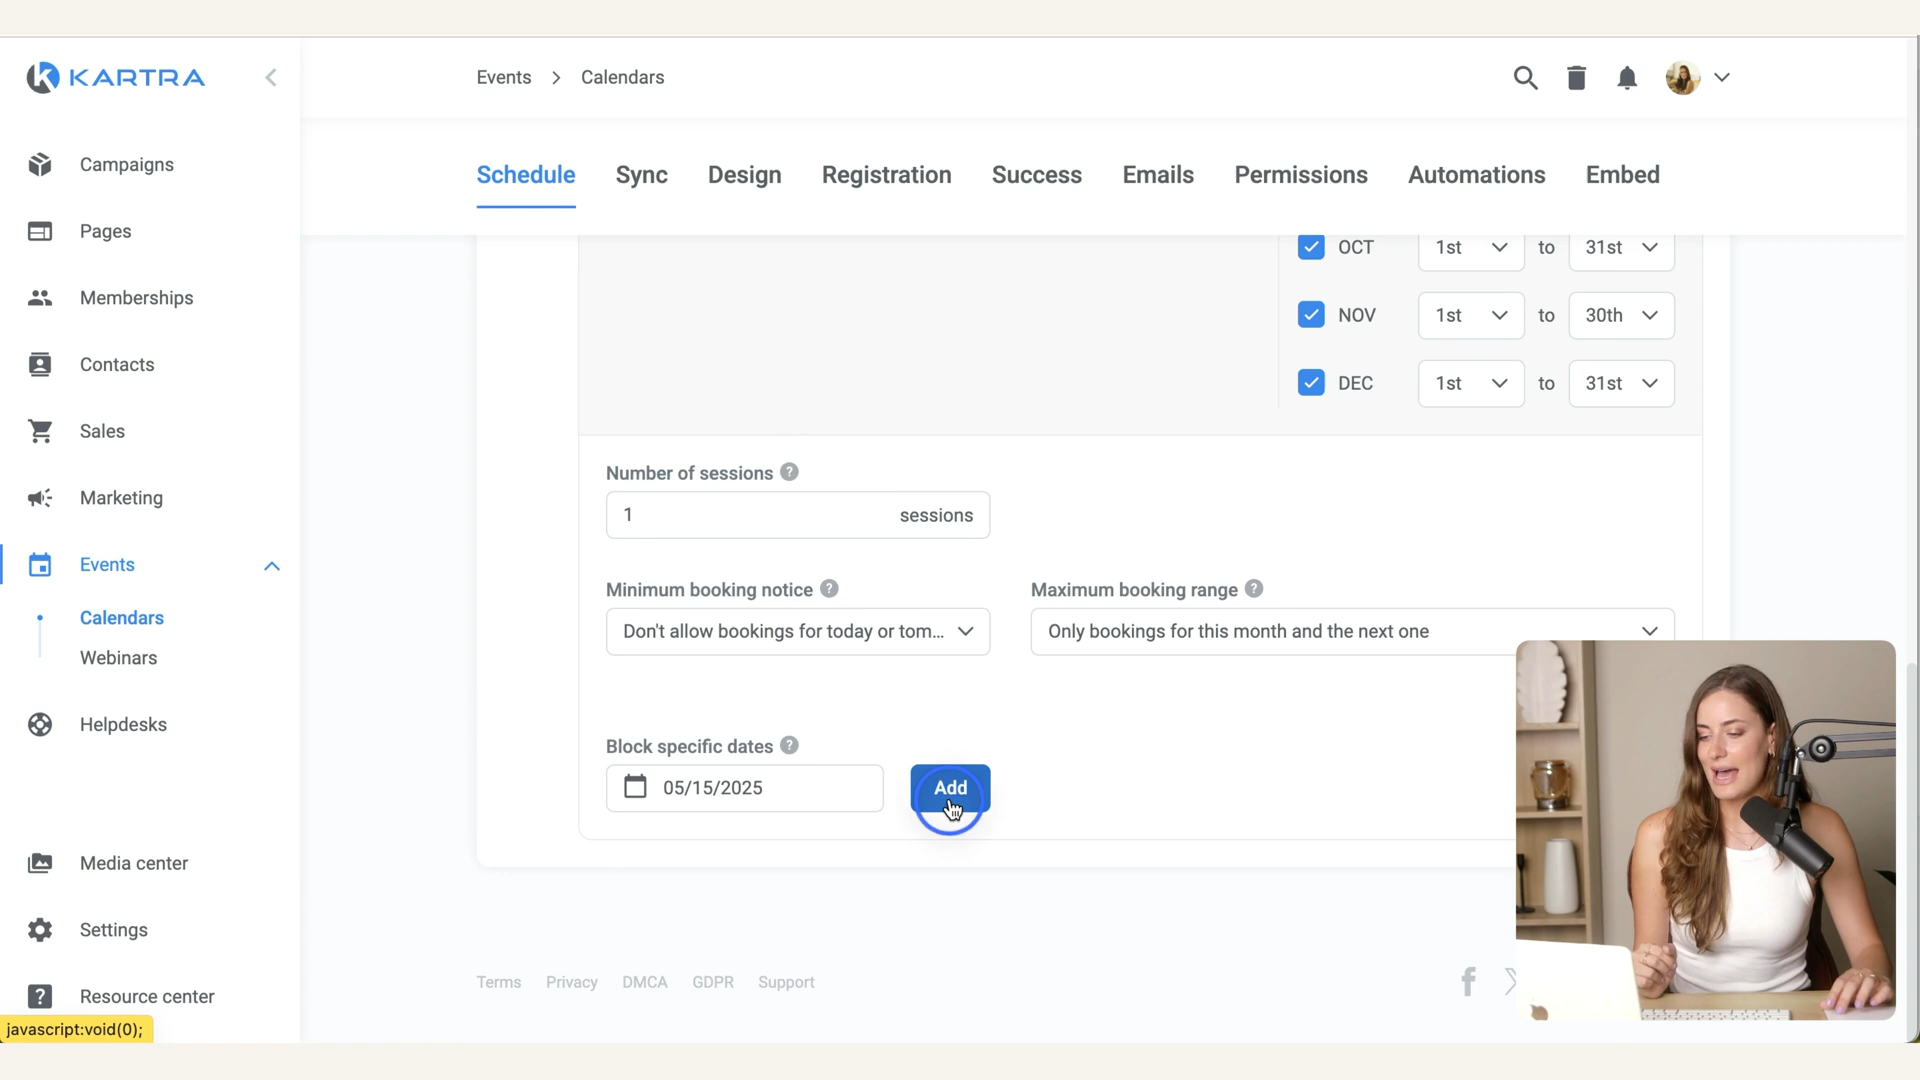 KARTRA
Events > Calendars
Campaigns
Pages
Memberships
Contacts
Sales
Marketing
Events
Calendars
Webinars
Helpdesks
Media center
Settings
Resource center
javascript:void(0);
Schedule Sync Design Registration Success Emails Permissions Automations Embed
OCT 1st to 31st
NOV 1st to 30th
DEC 1st to 31st
Number of sessions ?
1 sessions
Minimum booking notice ? Maximum booking range ?
Don't allow bookings for today or tom... Only bookings for this month and the next one
Block specific dates ?
05/15/2025 Add
Terms Privacy DMCA GDPR Support